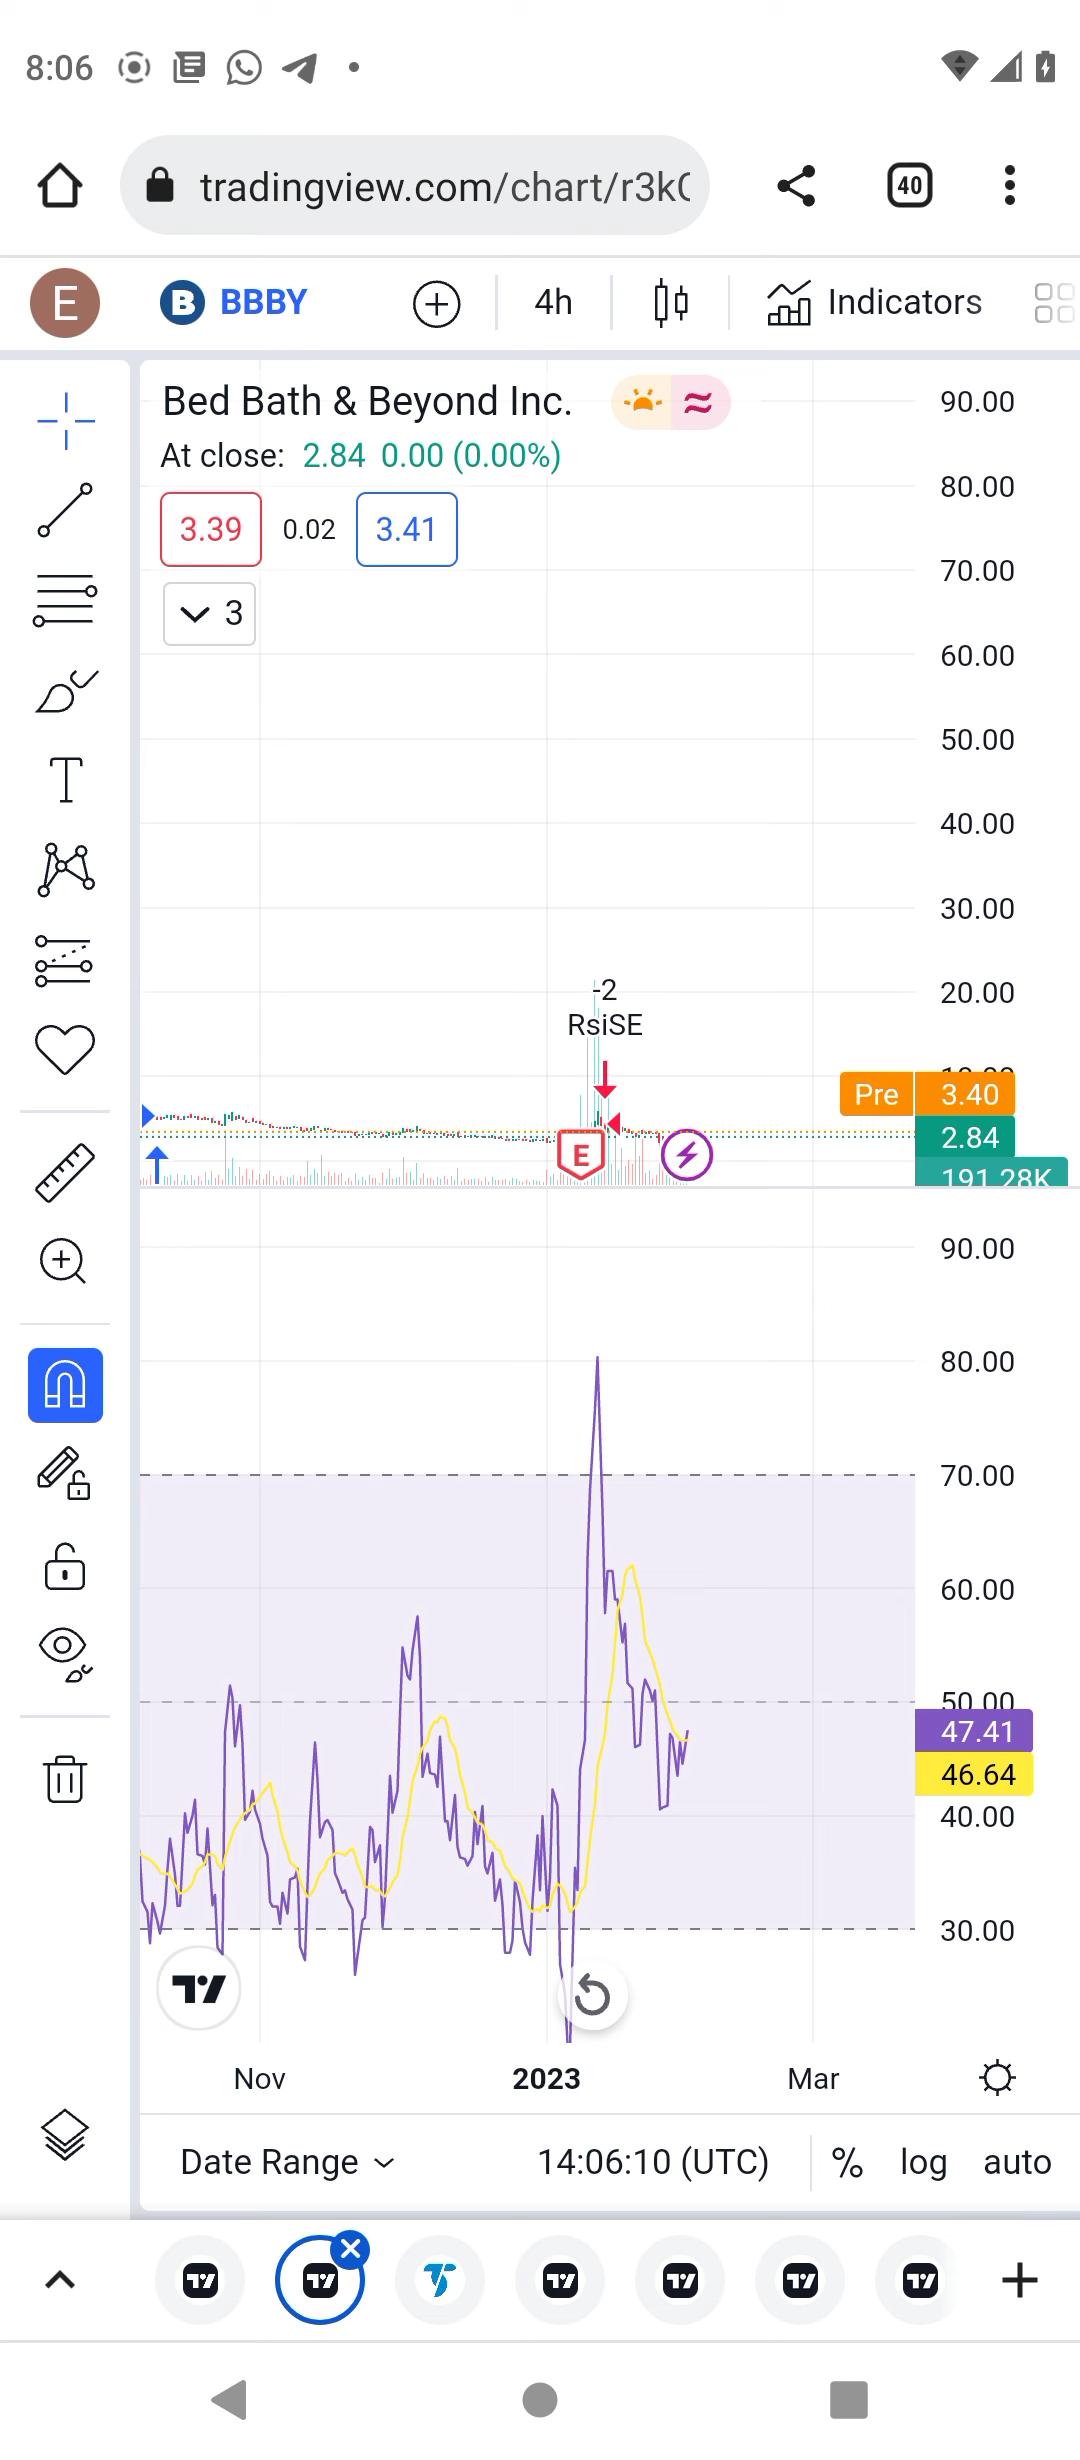 8:06
tradingview.com/chart/r3k
40
E
B BBBY
4h
Indicators
Bed Bath & Beyond Inc.
At close: 2.84 0.00 (0.00%)
3.39 0.02 3.41
3
90.00
80.00
70.00
60.00
50.00
40.00
30.00
20.00
-2
RsiSE
Pre 3.40
2.84
191.28K
E
90.00
80.00
70.00
60.00
50.00
47.41
46.64
40.00
30.00
Nov 2023 Mar
Date Range 14:06:10 (UTC) % log auto